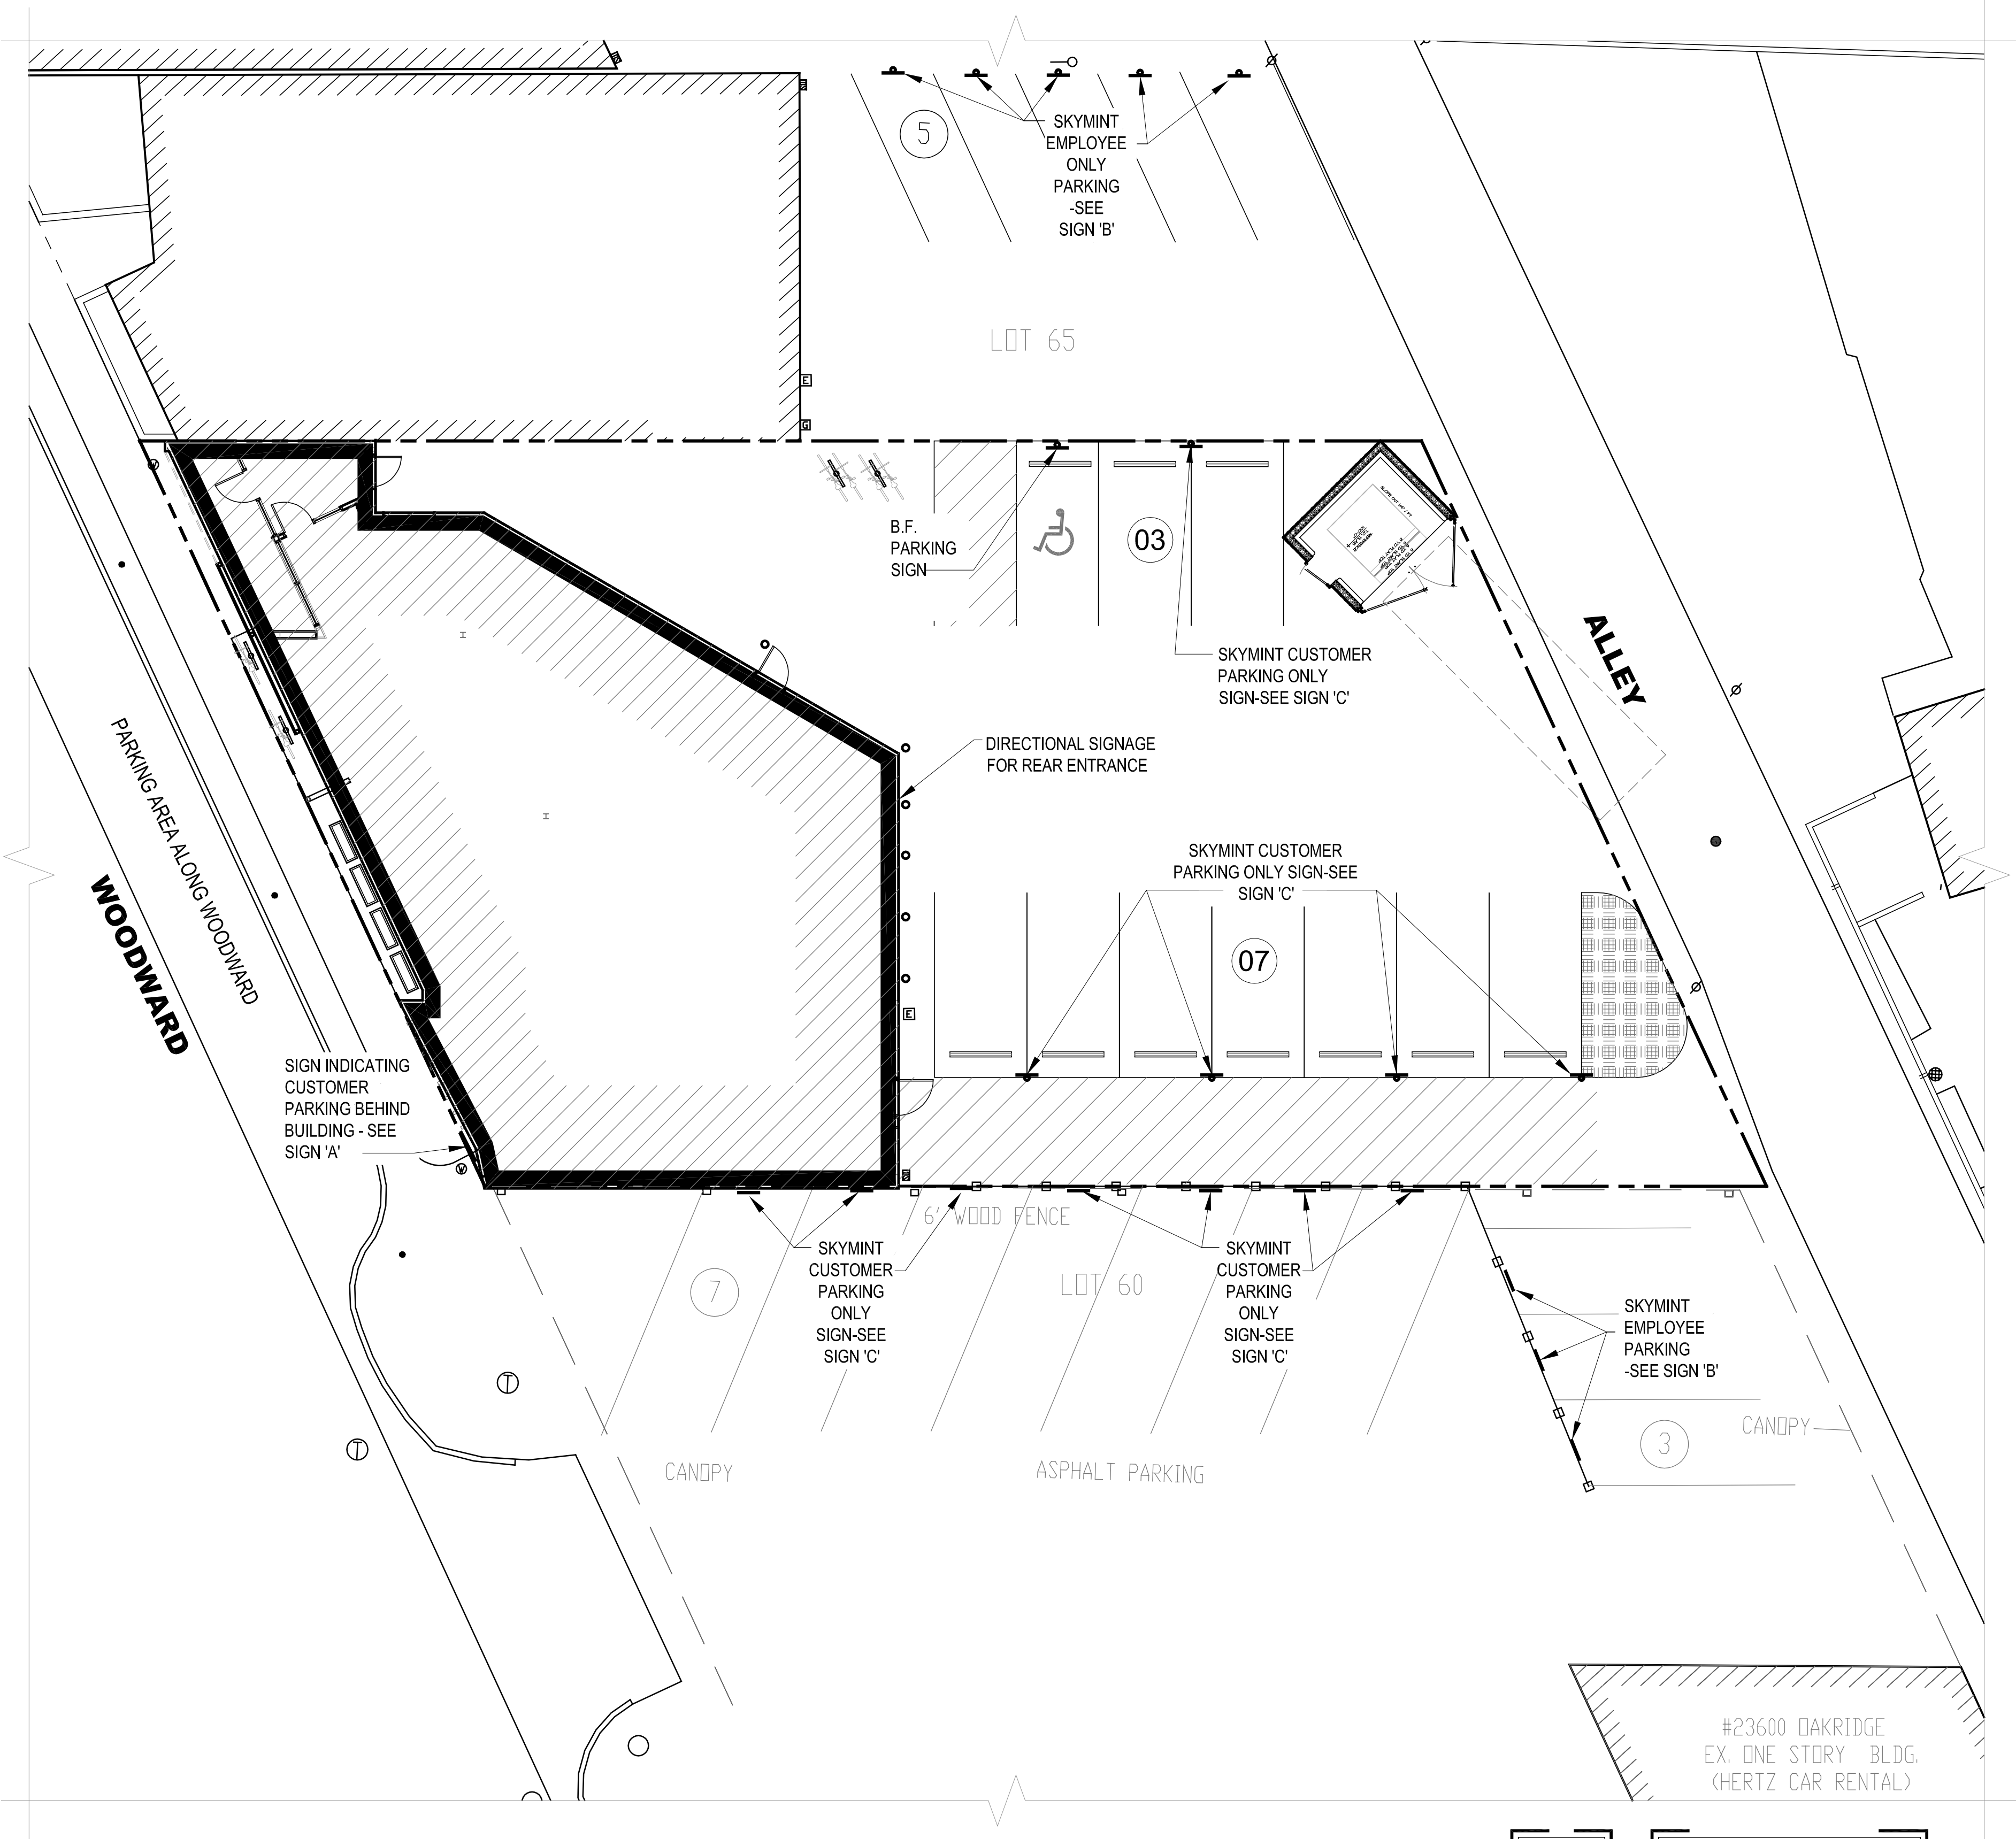 SKYMINT
EMPLOYEE
ONLY
PARKING
-SEE
SIGN 'B'
5
LOT 65
E
G
B.F.
PARKING
SIGN
03
SKYMINT CUSTOMER
PARKING ONLY
SIGN-SEE SIGN 'C'
ALLEY
DIRECTIONAL SIGNAGE
FOR REAR ENTRANCE
PARKING AREA ALONG WOODWARD
WOODWARD
SKYMINT CUSTOMER
PARKING ONLY SIGN-SEE
SIGN 'C'
07
E
SIGN INDICATING
CUSTOMER
PARKING BEHIND
BUILDING - SEE
SIGN 'A'
W
6' WOOD FENCE
SKYMINT
CUSTOMER
PARKING
ONLY
SIGN-SEE
SIGN 'C'
7
LOT 60
SKYMINT
CUSTOMER
PARKING
ONLY
SIGN-SEE
SIGN 'C'
SKYMINT
EMPLOYEE
PARKING
-SEE SIGN 'B'
3
CANOPY
T
T
CANOPY
ASPHALT PARKING
#23600 OAKRIDGE
EX. ONE STORY BLDG.
(HERTZ CAR RENTAL)